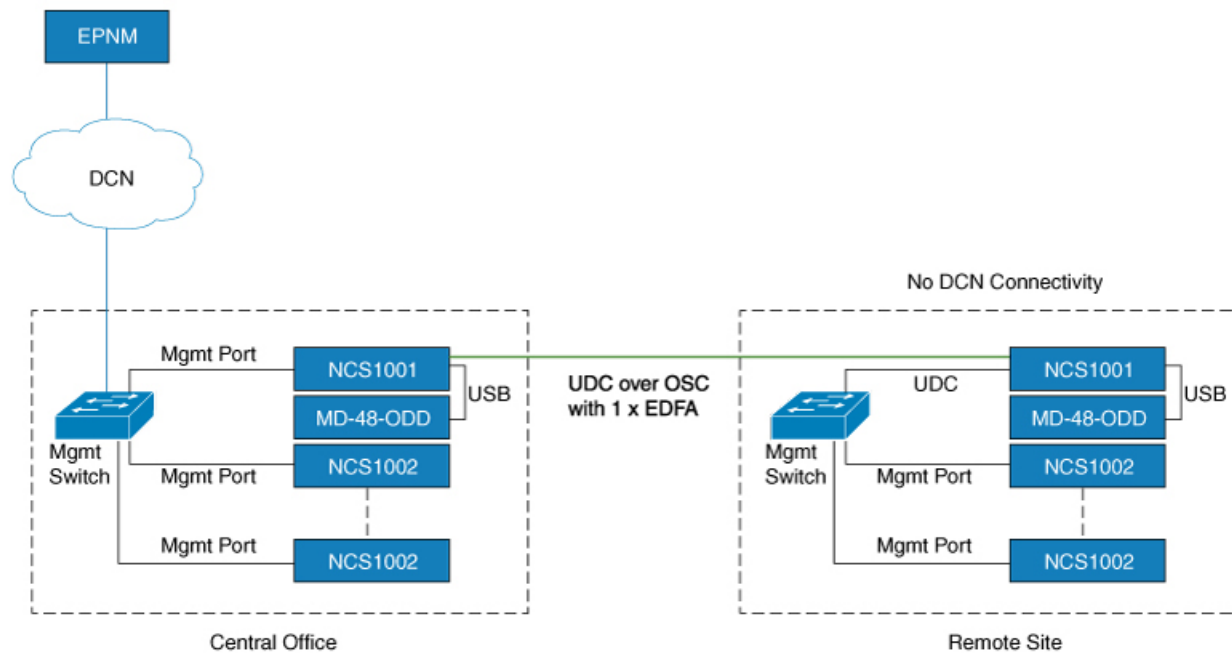 EPNM
DCN
No DCN Connectivity
Mgmt Port
NCS1001
USB
MD-48-ODD
Mgmt
Switch
Mgmt Port
NCS1002
Mgmt Port
NCS1002
Central Office
UDC over OSC
with 1 x EDFA
UDC
NCS1001
USB
MD-48-ODD
Mgmt
Switch
Mgmt Port
NCS1002
Mgmt Port
NCS1002
Remote Site